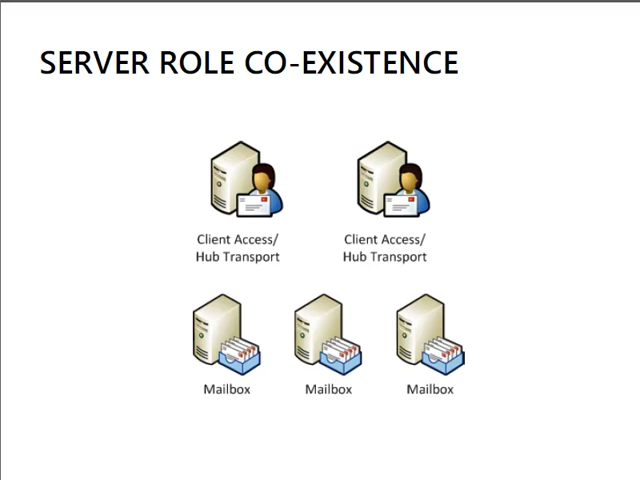 SERVER ROLE CO-EXISTENCE
Client Access/
Hub Transport
Client Access/
Hub Transport
Mailbox
Mailbox
Mailbox